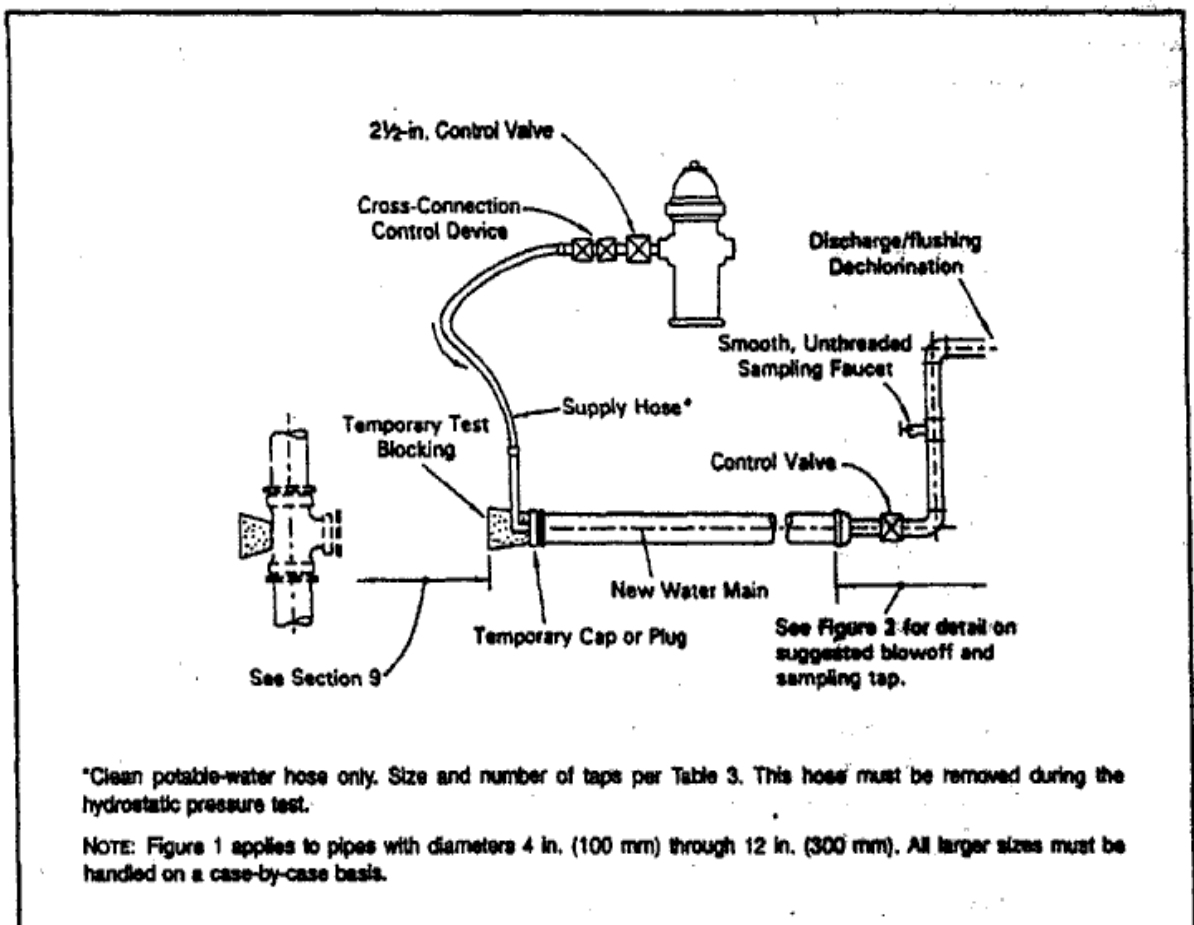 2½-in. Control Valve
Cross-Connection
Control Device
Discharge/flushing
Dechlorination
Smooth, Unthreaded
Sampling Faucet
Supply Hose*
Temporary Test
Blocking
Control Valve
New Water Main
Temporary Cap or Plug
See Section 9
See Figure 2 for detail on
suggested blowoff and
sampling tap.
*Clean potable-water hose only. Size and number of taps per Table 3. This hose must be removed during the
hydrostatic pressure test.
NOTE: Figure 1 applies to pipes with diameters 4 in. (100 mm) through 12 in. (300 mm). All larger sizes must be
handled on a case-by-case basis.